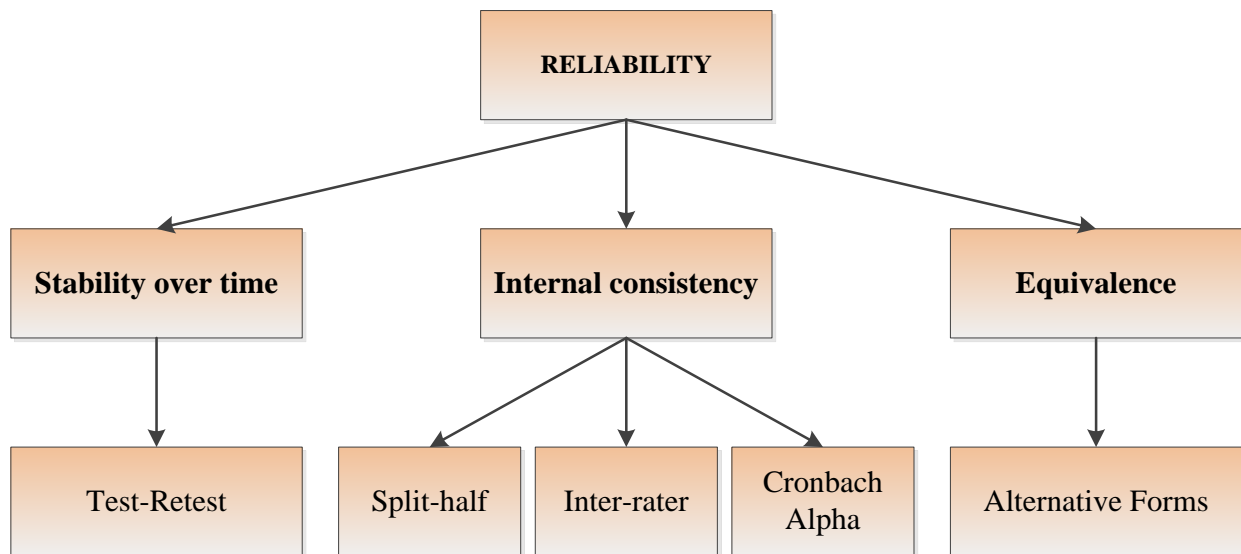 RELIABILITY
Stability over time
Internal consistency
Equivalence
Test-Retest
Split-half
Inter-rater
Cronbach
Alpha
Alternative Forms